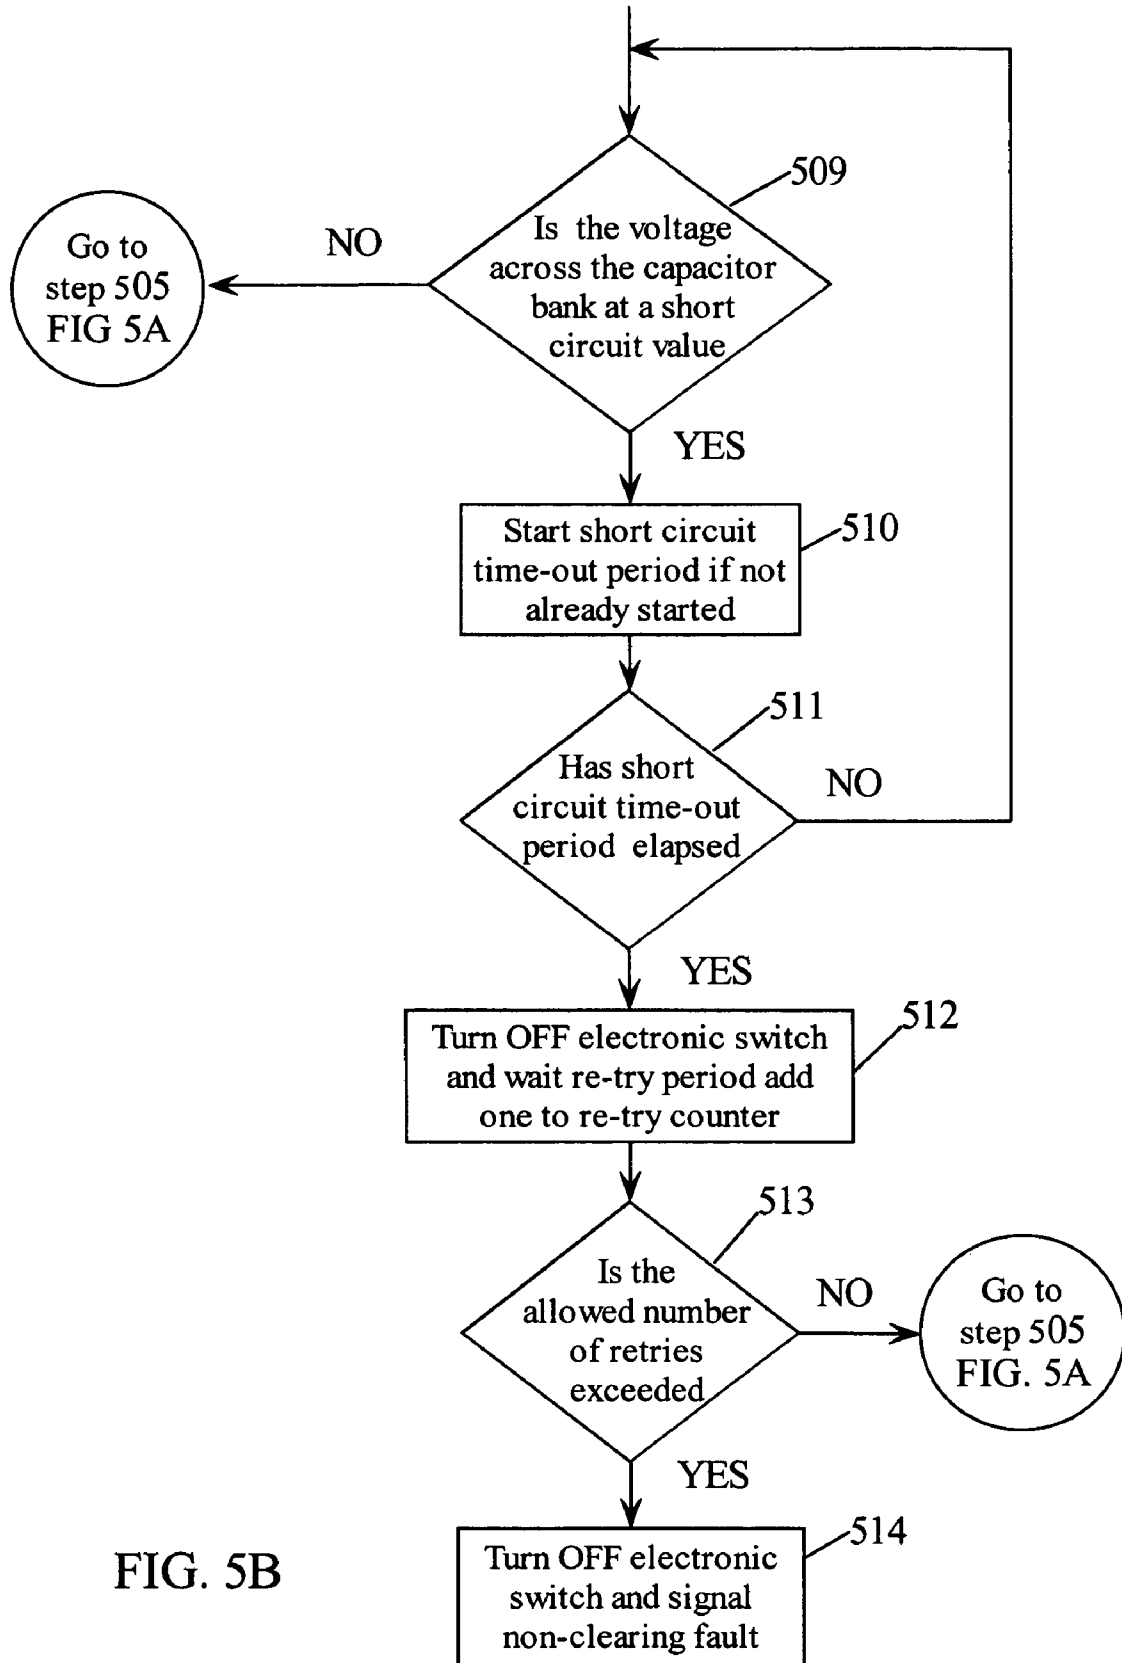 509
Is the voltage
across the capacitor
bank at a short
circuit value
NO
Go to
step 505
FIG 5A
YES
Start short circuit
time-out period if not
already started
510
Has short
circuit time-out
period elapsed
511
NO
YES
Turn OFF electronic switch
and wait re-try period add
one to re-try counter
512
Is the
allowed number
of retries
exceeded
513
NO
Go to
step 505
FIG. 5A
YES
Turn OFF electronic
switch and signal
non-clearing fault
514
FIG. 5B